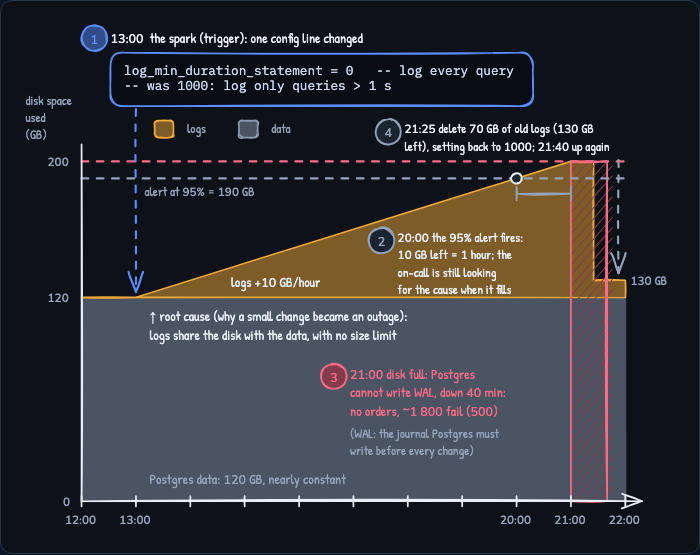 1 13:00 the spark (trigger): one config line changed
log_min_duration_statement = 0 -- log every query
-- was 1000: log only queries > 1 s
disk space
used
(GB)
logs
data
4 21:25 delete 70 GB of old logs (130 GB
left), setting back to 1000; 21:40 up again
200
alert at 95% = 190 GB
2 20:00 the 95% alert fires:
10 GB left = 1 hour; the
on-call is still looking
for the cause when it fills
logs +10 GB/hour
130 GB
120
↑ root cause (why a small change became an outage):
logs share the disk with the data, with no size limit
3 21:00 disk full: Postgres
cannot write WAL, down 40 min:
no orders, ~1 800 fail (500)
(WAL: the journal Postgres must
write before every change)
Postgres data: 120 GB, nearly constant
0
12:00 13:00 20:00 21:00 22:00